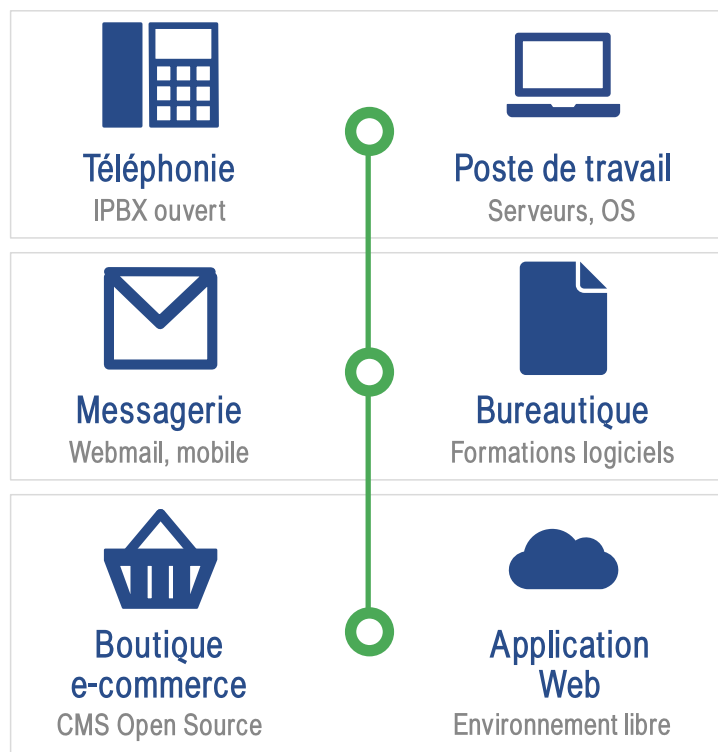 Téléphonie
IPBX ouvert
Poste de travail
Serveurs, OS
Messagerie
Webmail, mobile
Bureautique
Formations logiciels
Boutique
e-commerce
CMS Open Source
Application
Web
Environnement libre